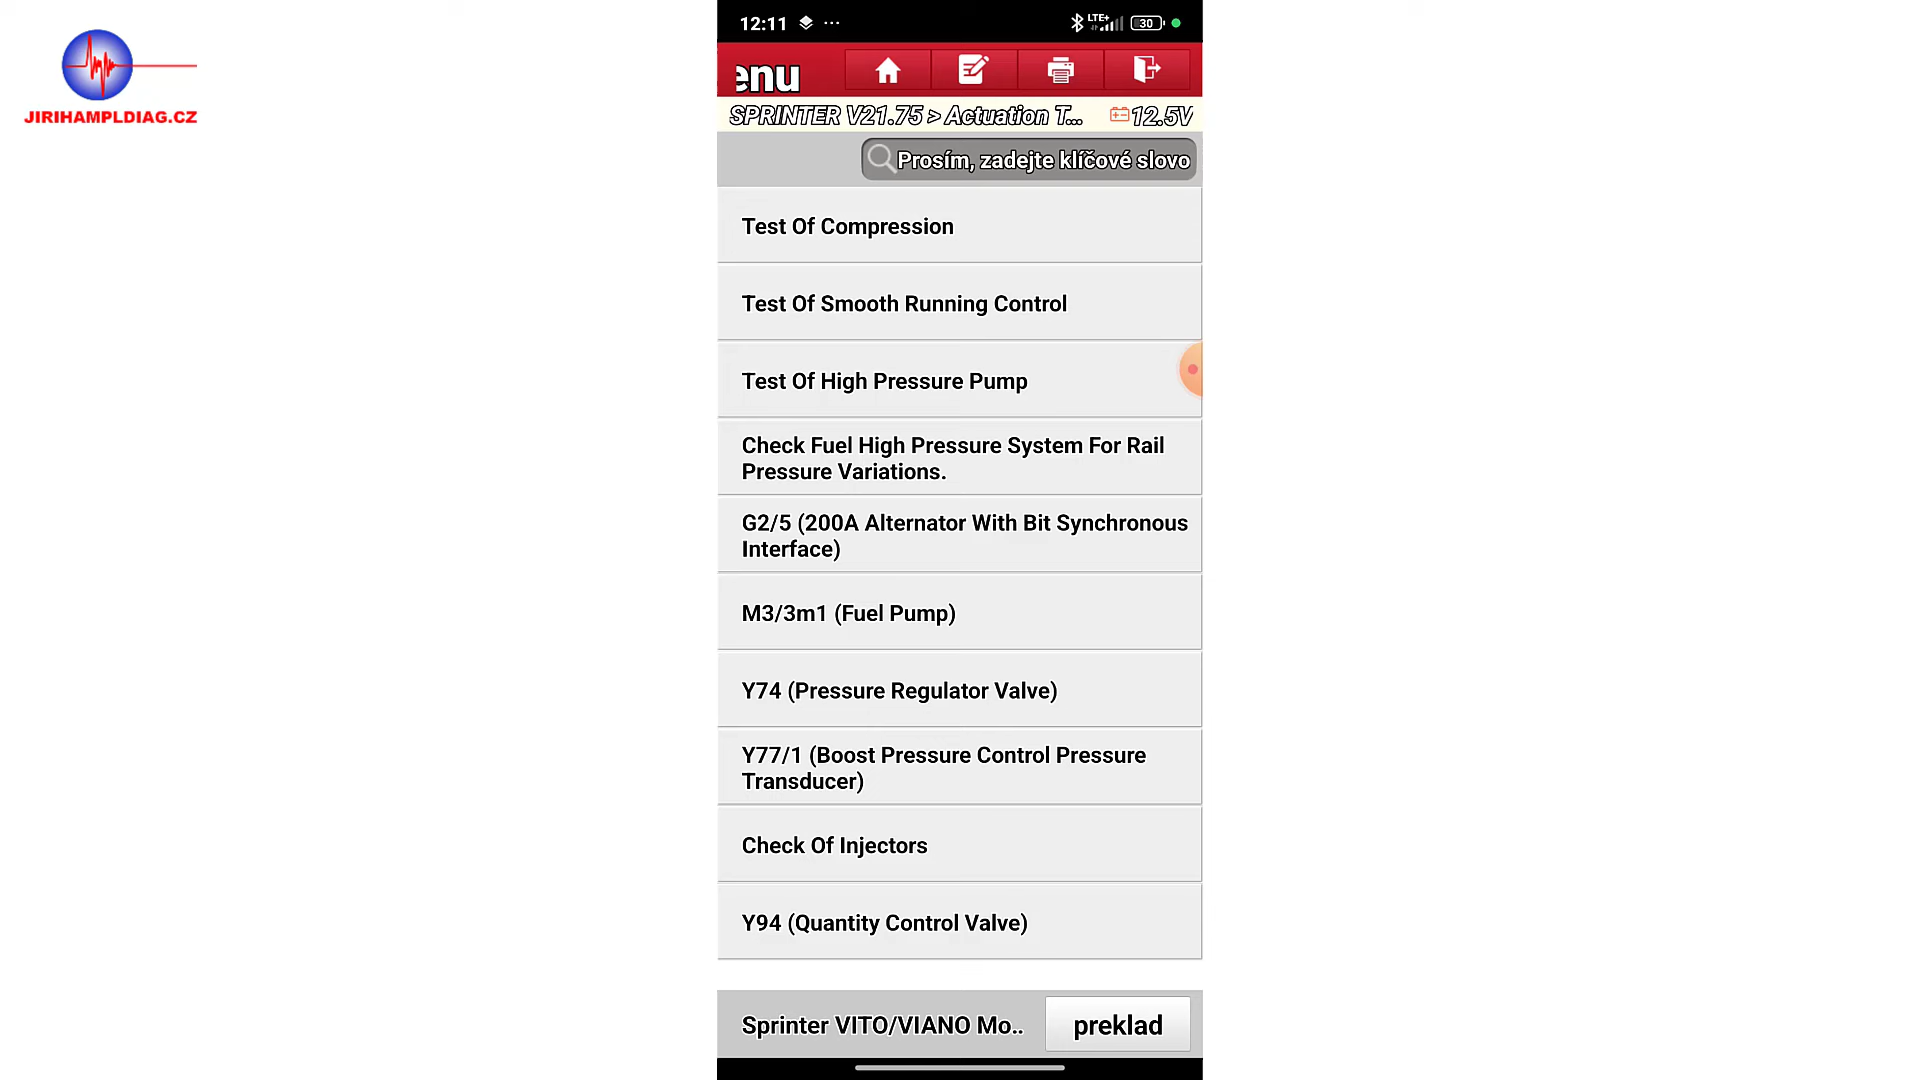 JIRIHAMPLDIAG.CZ
12:11
LTE+
30
enu
SPRINTER V21.75 > Actuation T...
12.5V
Prosím, zadejte klíčové slovo
Test Of Compression
Test Of Smooth Running Control
Test Of High Pressure Pump
Check Fuel High Pressure System For Rail
Pressure Variations.
G2/5 (200A Alternator With Bit Synchronous
Interface)
M3/3m1 (Fuel Pump)
Y74 (Pressure Regulator Valve)
Y77/1 (Boost Pressure Control Pressure
Transducer)
Check Of Injectors
Y94 (Quantity Control Valve)
Sprinter VITO/VIANO Mo..
preklad